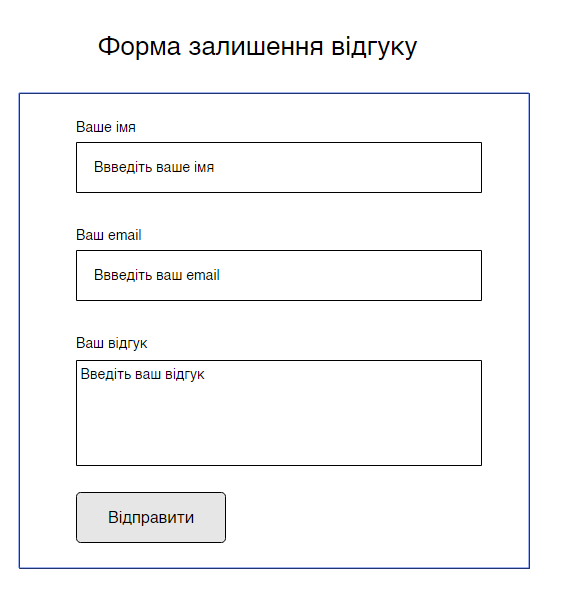 Форма залишення відгуку
Ваше імя
Ввведіть ваше імя
Ваш email
Ввведіть ваш email
Ваш відгук
Введіть ваш відгук
Відправити